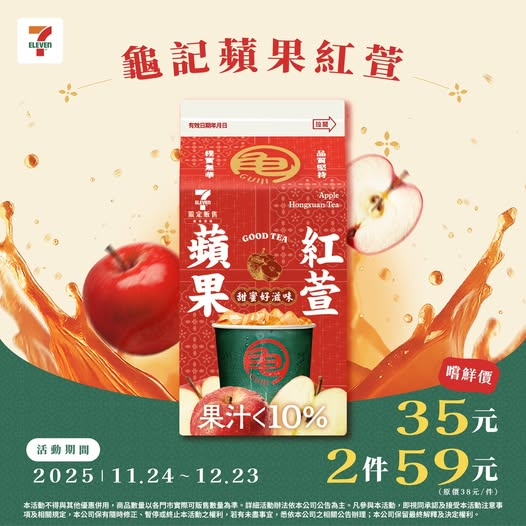 7
ELEVEN
龜記蘋果紅萱
有效日期年月日
拉開
撲實無華
品質堅持
龜
GUiJi
7
ELEVEN
限定販售
Apple
Hongxuan Tea
GOOD TEA
蘋果
紅萱
甜蜜好滋味
龜
GUiJi
果汁<10%
嚐鮮價
35元
2件59元
(原價38元/件)
活動期間
2025|11.24~12.23
本活動不得與其他優惠併用，商品數量以各門市實際可販售數量為準。詳細活動辦法依本公司公告為主。凡參與本活動，即視同承認及接受本活動注意事
項及相關規定，本公司保有隨時修正、暫停或終止本活動之權利，若有未盡事宜，悉依本公司之相關公告辦理；本公司保留最終解釋及決定權利。